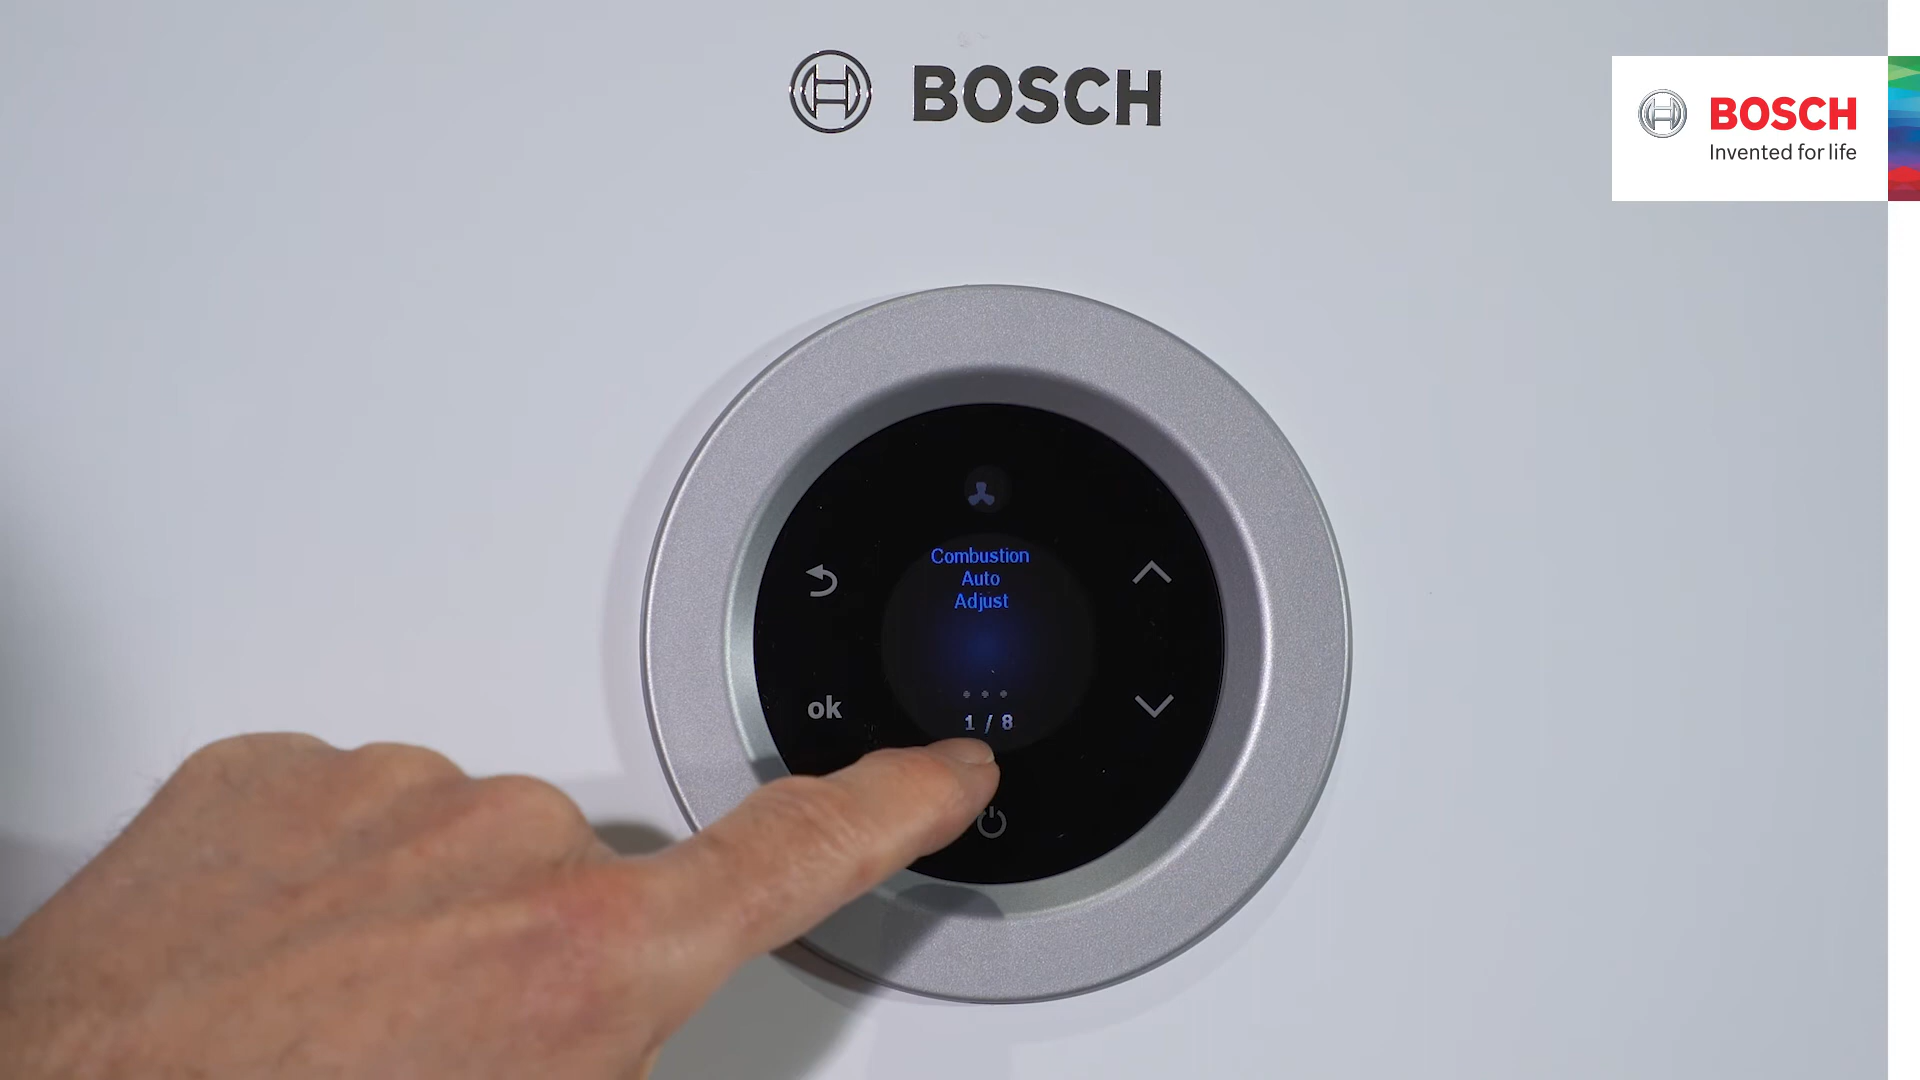 BOSCH
BOSCH
Invented for life
Combustion
Auto
Adjust
ok
1 / 8